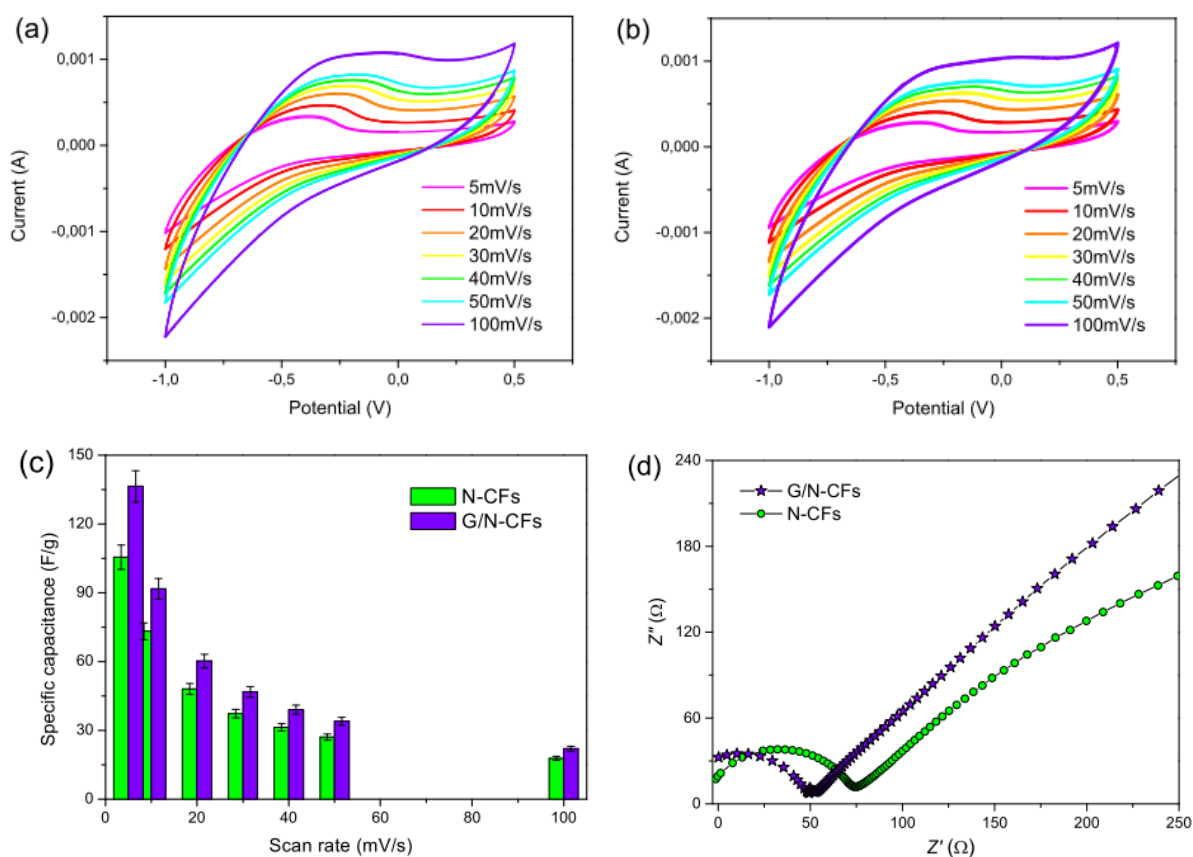 (a)
0,001
0,000
-0,001
-0,002
Current (A)
-1,0
-0,5
0,0
0,5
Potential (V)
5mV/s
10mV/s
20mV/s
30mV/s
40mV/s
50mV/s
100mV/s
(b)
0,001
0,000
-0,001
-0,002
Current (A)
-1,0
-0,5
0,0
0,5
Potential (V)
5mV/s
10mV/s
20mV/s
30mV/s
40mV/s
50mV/s
100mV/s
(c)
150
120
90
60
30
0
Specific capacitance (F/g)
0
20
40
60
80
100
Scan rate (mV/s)
N-CFs
G/N-CFs
(d)
240
180
120
60
0
Z″ (Ω)
0
50
100
150
200
250
Z′ (Ω)
G/N-CFs
N-CFs